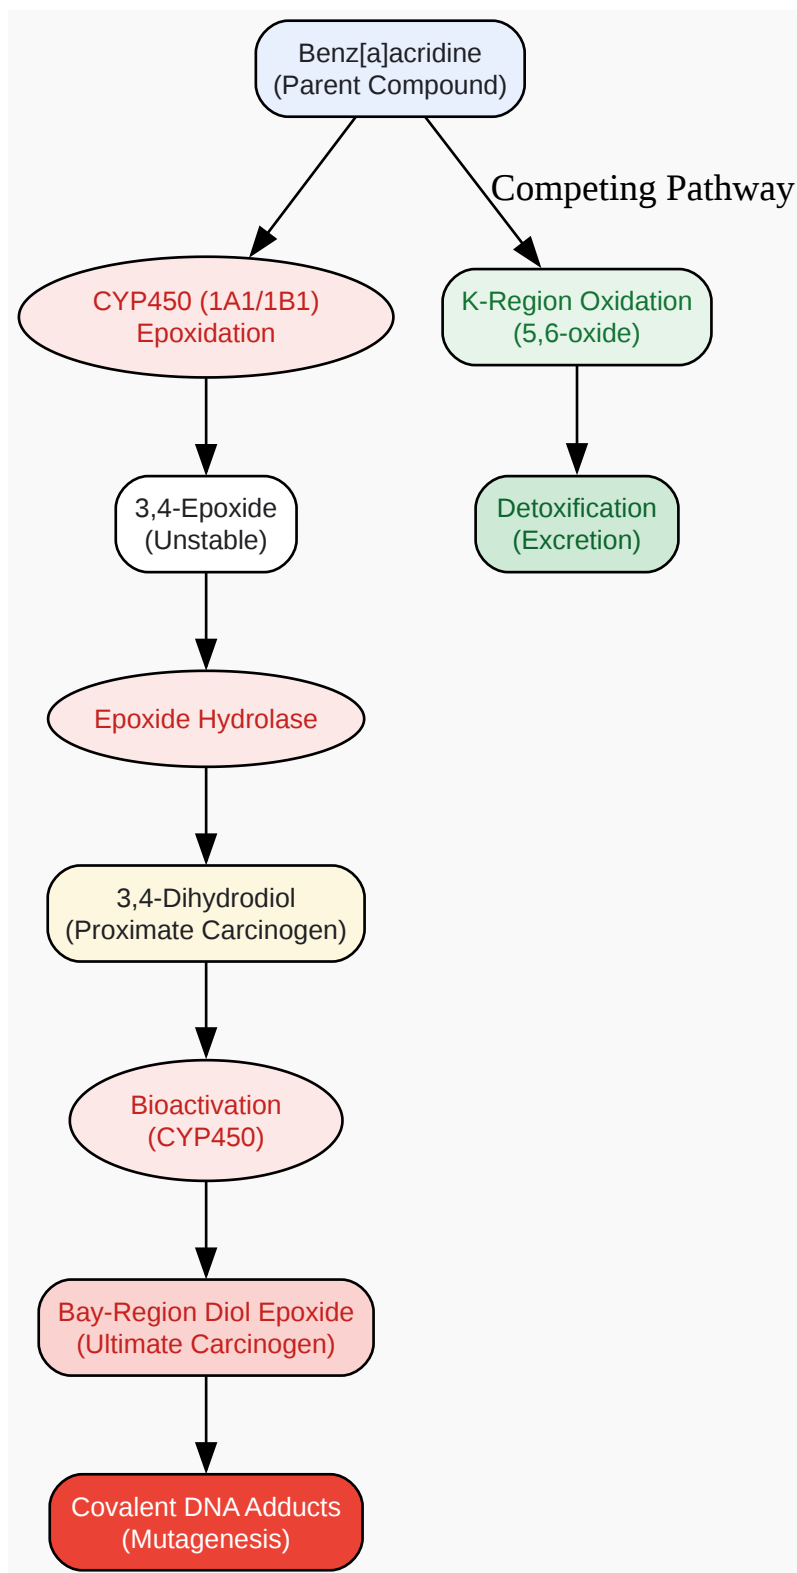 Benz[a]acridine
(Parent Compound)
Competing Pathway
CYP450 (1A1/1B1)
Epoxidation
K-Region Oxidation
(5,6-oxide)
3,4-Epoxide
(Unstable)
Detoxification
(Excretion)
Epoxide Hydrolase
3,4-Dihydrodiol
(Proximate Carcinogen)
Bioactivation
(CYP450)
Bay-Region Diol Epoxide
(Ultimate Carcinogen)
Covalent DNA Adducts
(Mutagenesis)